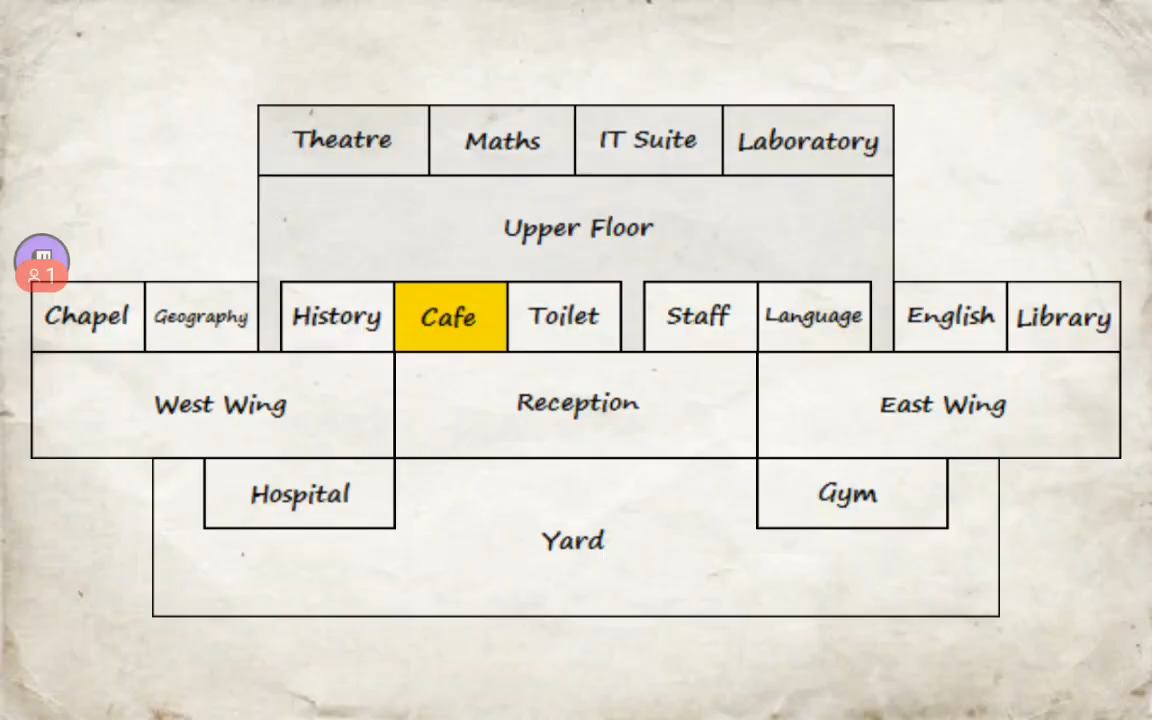 Theatre
Maths
IT Suite
Laboratory
Upper Floor
1
Chapel
Geography
History
Cafe
Toilet
Staff
Language
English
Library
West Wing
Reception
East Wing
Hospital
Gym
Yard